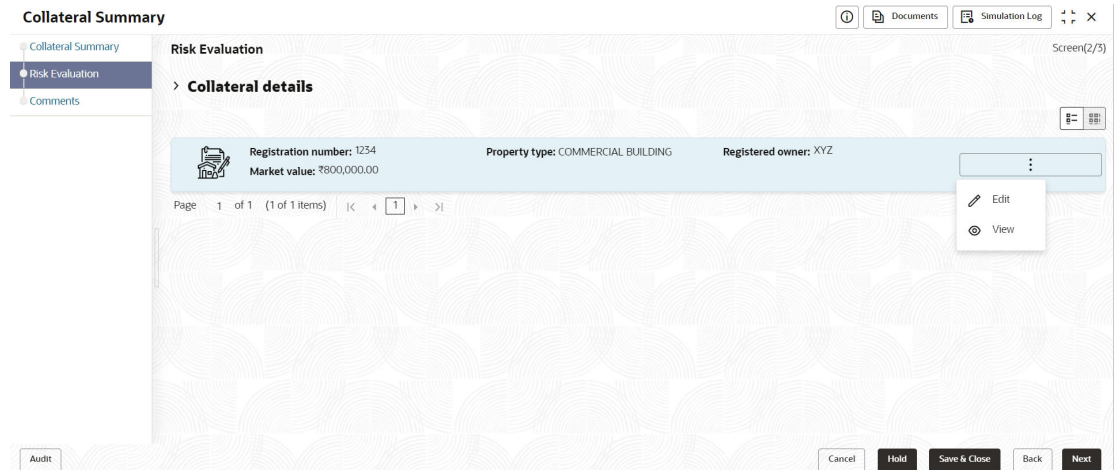 Collateral Summary
Documents
Simulation Log
Collateral Summary
Risk Evaluation
Comments
Risk Evaluation
Screen(2/3)
Collateral details
Registration number: 1234 Property type: COMMERCIAL BUILDING Registered owner: XYZ
Market value: ₹800,000.00
Page 1 of 1 (1 of 1 items) 1
Edit
View
Audit Cancel Hold Save & Close Back Next